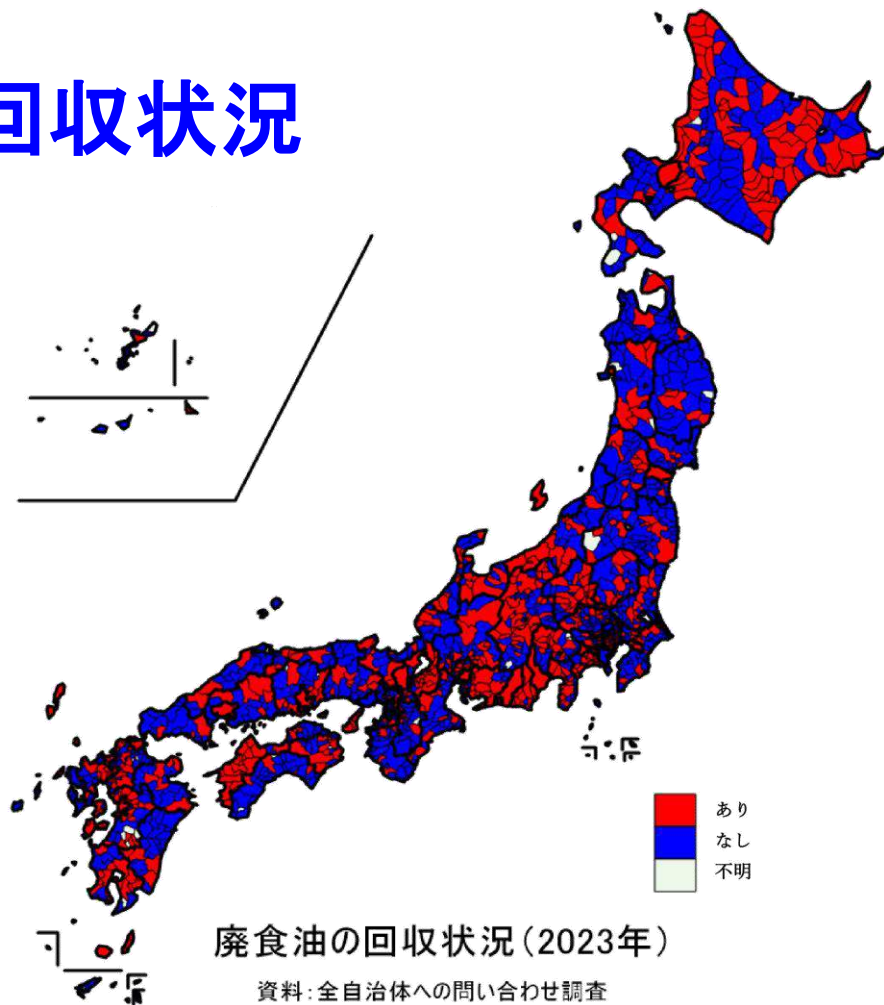 回収状況
あり
なし
不明
廃食油の回収状況(2023年)
資料:全自治体への問い合わせ調査